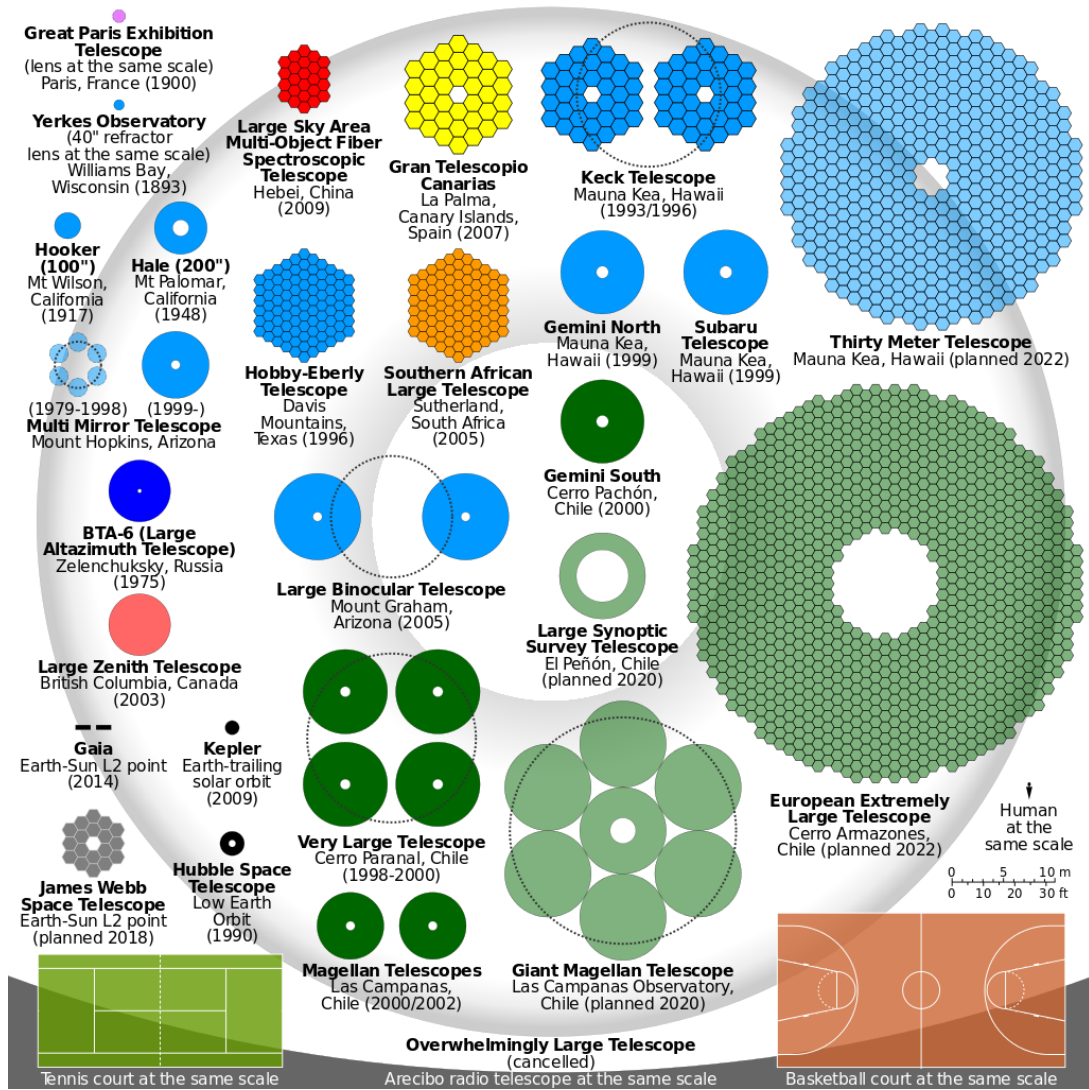 Great Paris Exhibition
Telescope
(lens at the same scale)
Paris, France (1900)
Yerkes Observatory
(40" refractor
lens at the same scale)
Williams Bay,
Wisconsin (1893)
Hooker
(100")
Mt Wilson,
California
(1917)
Hale (200")
Mt Palomar,
California
(1948)
(1979-1998) (1999-)
Multi Mirror Telescope
Mount Hopkins, Arizona
BTA-6 (Large
Altazimuth Telescope)
Zelenchuksky, Russia
(1975)
Large Zenith Telescope
British Columbia, Canada
(2003)
Gaia
Earth-Sun L2 point
(2014)
Kepler
Earth-trailing
solar orbit
(2009)
James Webb
Space Telescope
Earth-Sun L2 point
(planned 2018)
Hubble Space
Telescope
Low Earth
Orbit
(1990)
Large Sky Area
Multi-Object Fiber
Spectroscopic
Telescope
Hebei, China
(2009)
Gran Telescopio
Canarias
La Palma,
Canary Islands,
Spain (2007)
Keck Telescope
Mauna Kea, Hawaii
(1993/1996)
Hobby-Eberly
Telescope
Davis
Mountains,
Texas (1996)
Southern African
Large Telescope
Sutherland,
South Africa
(2005)
Gemini North
Mauna Kea,
Hawaii (1999)
Subaru
Telescope
Mauna Kea,
Hawaii (1999)
Thirty Meter Telescope
Mauna Kea, Hawaii (planned 2022)
Gemini South
Cerro Pachón,
Chile (2000)
Large Binocular Telescope
Mount Graham,
Arizona (2005)
Large Synoptic
Survey Telescope
El Peñón, Chile
(planned 2020)
Very Large Telescope
Cerro Paranal, Chile
(1998-2000)
Magellan Telescopes
Las Campanas,
Chile (2000/2002)
Giant Magellan Telescope
Las Campanas Observatory,
Chile (planned 2020)
European Extremely
Large Telescope
Cerro Armazones,
Chile (planned 2022)
Human
at the
same scale
0 5 10 m
0 10 20 30 ft
Overwhelmingly Large Telescope
(cancelled)
Tennis court at the same scale
Arecibo radio telescope at the same scale
Basketball court at the same scale